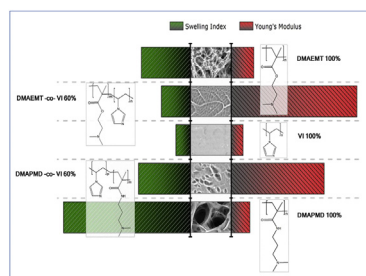 Swelling Index Young's Modulus
DMAEMT 100%
DMAEMT -co- VI 60%
VI 100%
DMAPMD -co- VI 60%
DMAPMD 100%